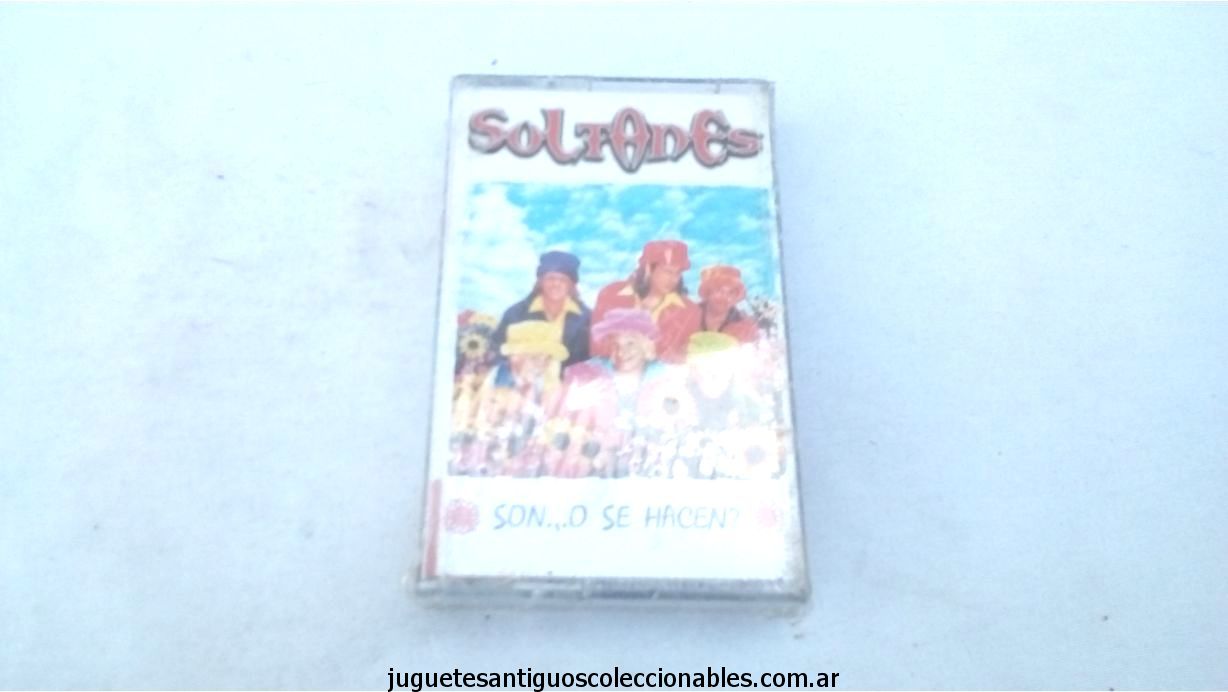 SOLTANES
SON...O SE HACEN?
juguetesantiguoscoleccionables.com.ar